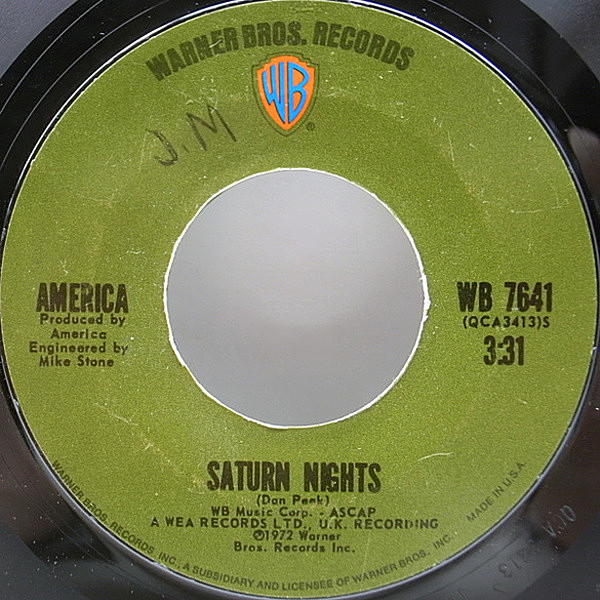 WARNER BROS. RECORDS
WB
®
J.M
AMERICA
Produced by
America
Engineered by
Mike Stone
WB 7641
(QCA3413)S
3:31
SATURN NIGHTS
(Dan Peek)
WB Music Corp. - ASCAP
A WEA RECORDS LTD., U.K. RECORDING
℗1972 Warner
Bros. Records Inc.
WARNER BROS. RECORDS INC., A SUBSIDIARY AND LICENSEE OF WARNER BROS. INC. MADE IN U.S.A.